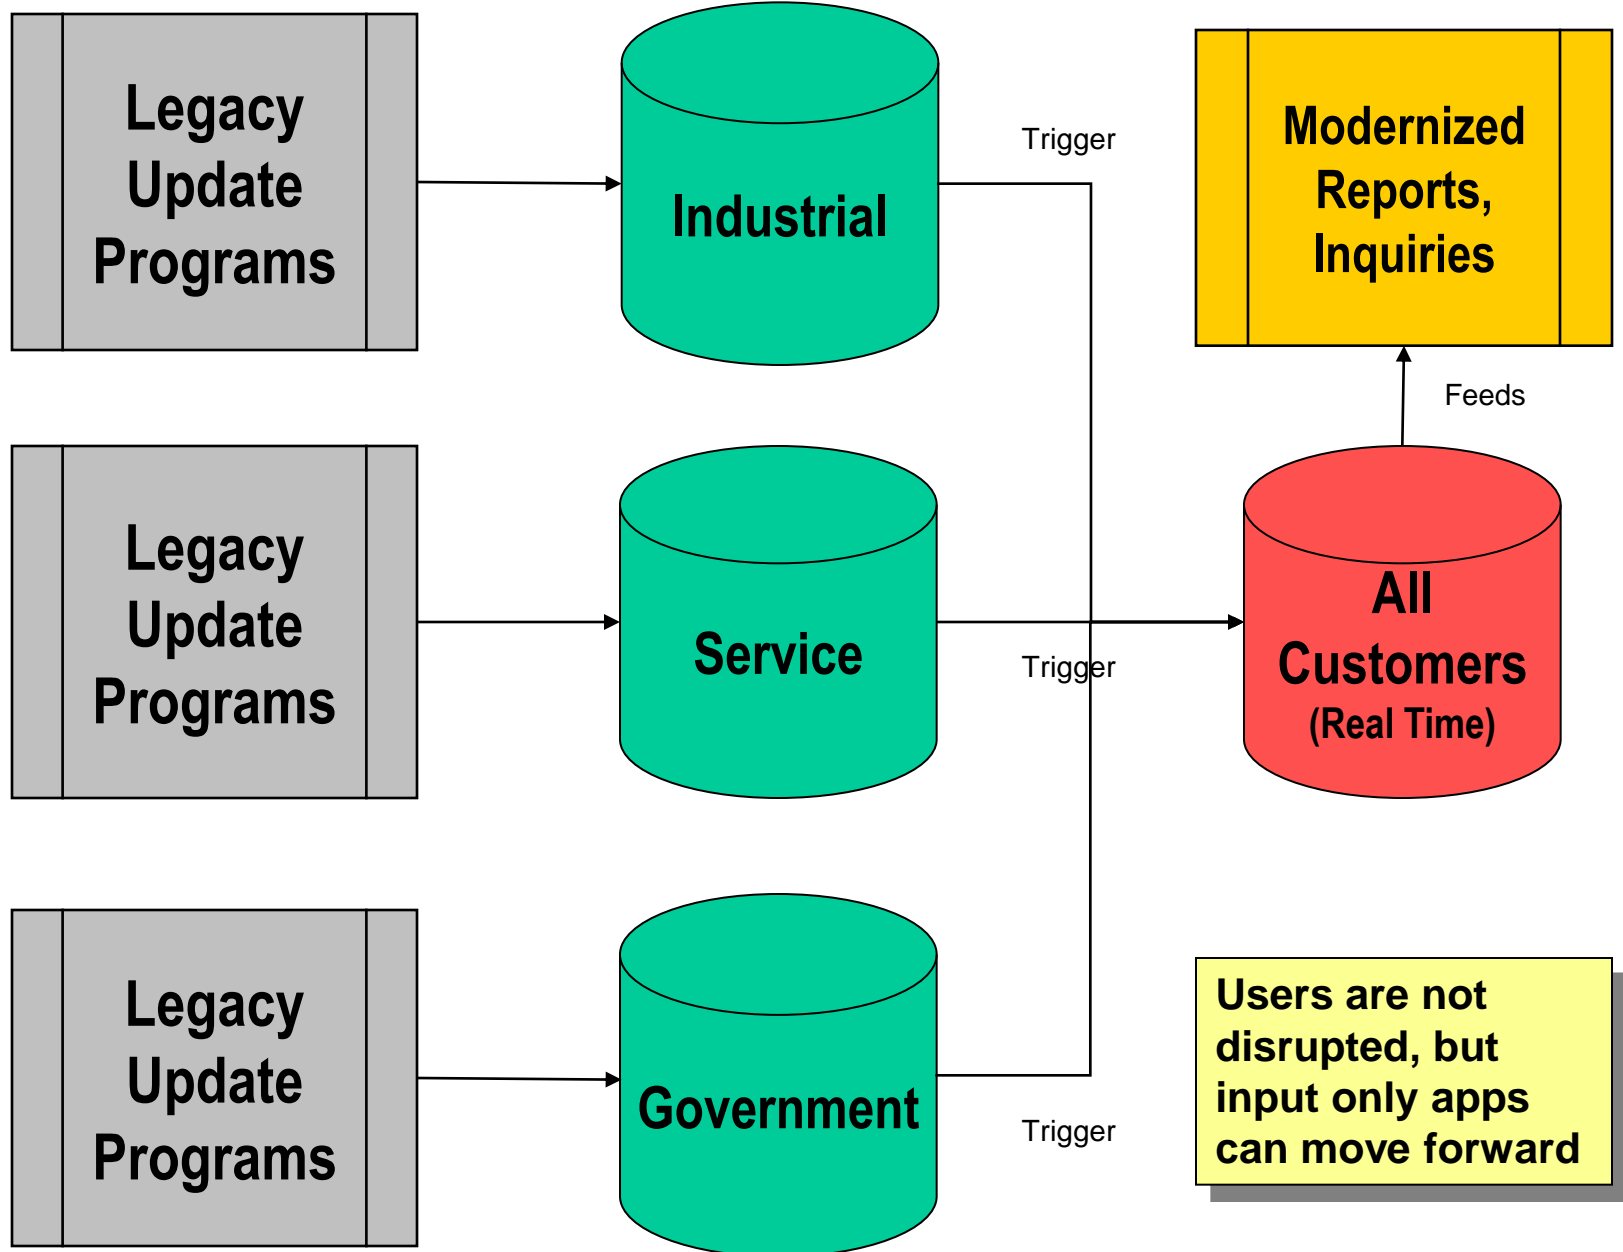 Legacy
Update
Programs
Industrial
Trigger
Modernized
Reports,
Inquiries
Feeds
Legacy
Update
Programs
Service
Trigger
All
Customers
(Real Time)
Legacy
Update
Programs
Government
Trigger
Users are not
disrupted, but
input only apps
can move forward